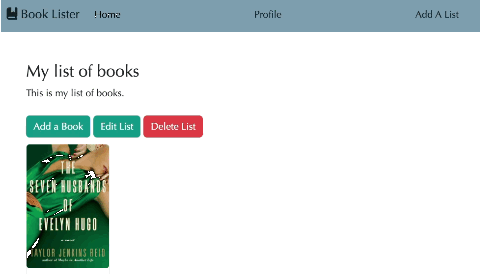 Book Lister Home Profile Add A List
My list of books
This is my list of books.
Add a Book Edit List Delete List
THE
SEVEN HUSBANDS
OF
EVELYN HUGO
a novel
TAYLOR JENKINS REID